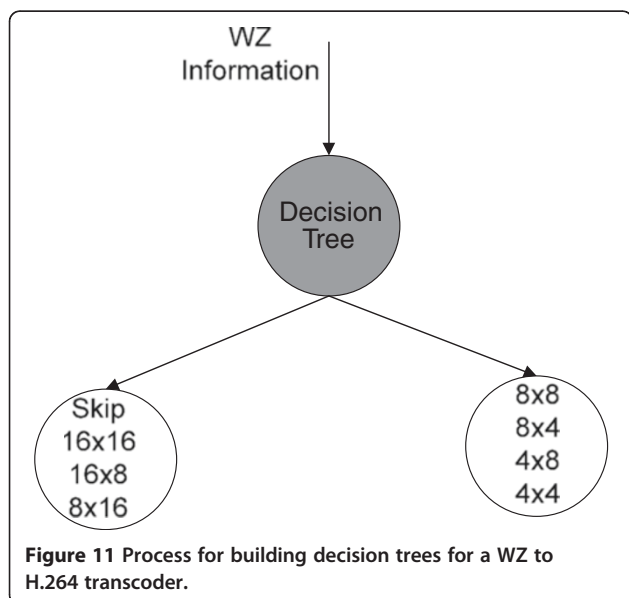 WZ
Information
Decision
Tree
Skip
16x16
16x8
8x16
8x8
8x4
4x8
4x4
Figure 11 Process for building decision trees for a WZ to
H.264 transcoder.